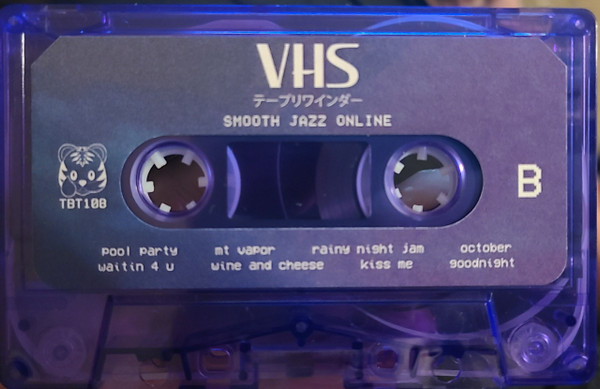 VHS
テープリワインダー
SMOOTH JAZZ ONLINE
TBT108
B
pool party mt vapor rainy night jam october
waitin 4 u wine and cheese kiss me goodnight